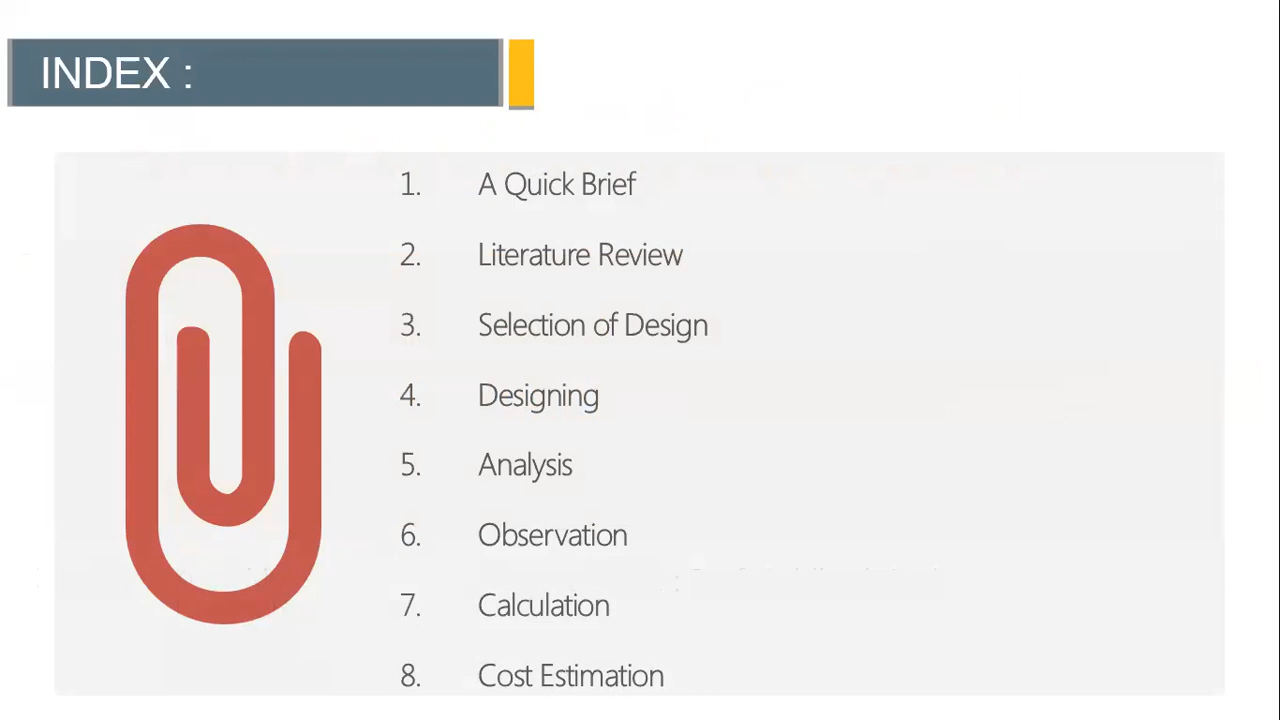 INDEX :
1. A Quick Brief
2. Literature Review
3. Selection of Design
4. Designing
5. Analysis
6. Observation
7. Calculation
8. Cost Estimation